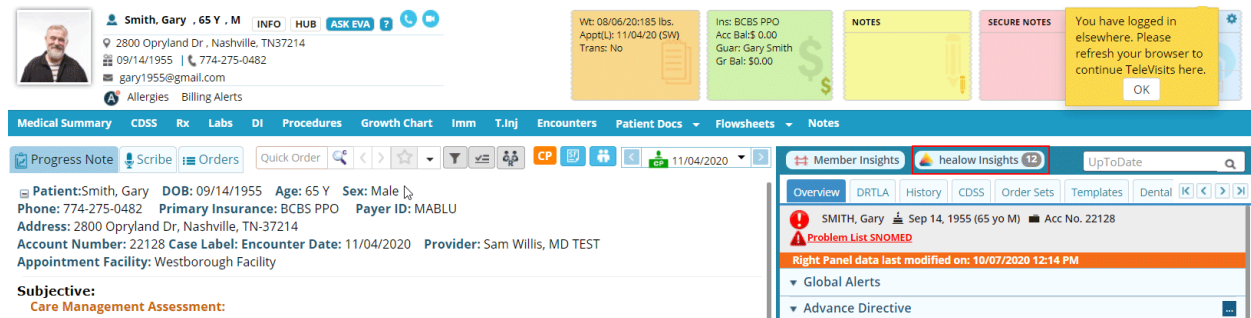 Smith, Gary , 65 Y , M INFO HUB ASK EVA ?
2800 Opryland Dr , Nashville, TN37214
09/14/1955 | 774-275-0482
gary1955@gmail.com
A Allergies Billing Alerts
Wt: 08/06/20:185 lbs.
Appt(L): 11/04/20 (SW)
Trans: No
Ins: BCBS PPO
Acc Bal:$ 0.00
Guar: Gary Smith
Gr Bal: $0.00
$
$
NOTES
SECURE NOTES
You have logged in
elsewhere. Please
refresh your browser to
continue TeleVisits here.
OK
Medical Summary CDSS Rx Labs DI Procedures Growth Chart Imm T.Inj Encounters Patient Docs Flowsheets Notes
Progress Note Scribe Orders Quick Order CP CP 11/04/2020
Patient:Smith, Gary DOB: 09/14/1955 Age: 65 Y Sex: Male
Phone: 774-275-0482 Primary Insurance: BCBS PPO Payer ID: MABLU
Address: 2800 Opryland Dr, Nashville, TN-37214
Account Number: 22128 Case Label: Encounter Date: 11/04/2020 Provider: Sam Willis, MD TEST
Appointment Facility: Westborough Facility
Subjective:
Care Management Assessment:
Member Insights healow Insights 12 UpToDate
Overview DRTLA History CDSS Order Sets Templates Dental
SMITH, Gary Sep 14, 1955 (65 yo M) Acc No. 22128
Problem List SNOMED
Right Panel data last modified on: 10/07/2020 12:14 PM
Global Alerts
Advance Directive ...